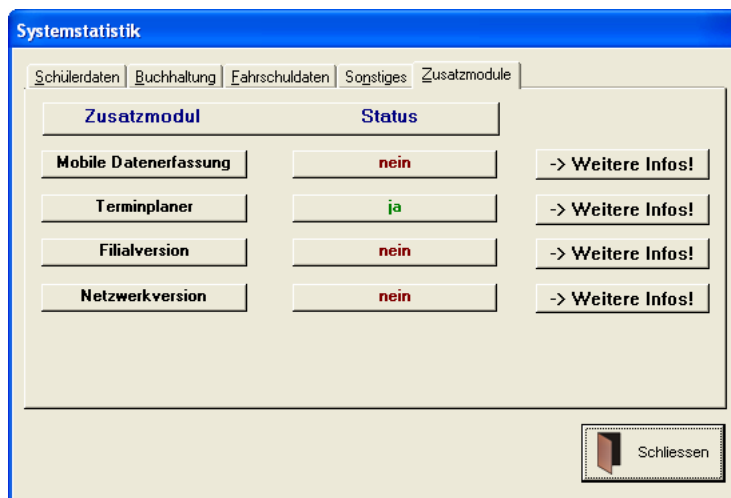 Systemstatistik
Schülerdaten Buchhaltung Fahrschuldaten Sonstiges Zusatzmodule
Zusatzmodul Status
Mobile Datenerfassung nein -> Weitere Infos!
Terminplaner ja -> Weitere Infos!
Filialversion nein -> Weitere Infos!
Netzwerkversion nein -> Weitere Infos!
Schliessen